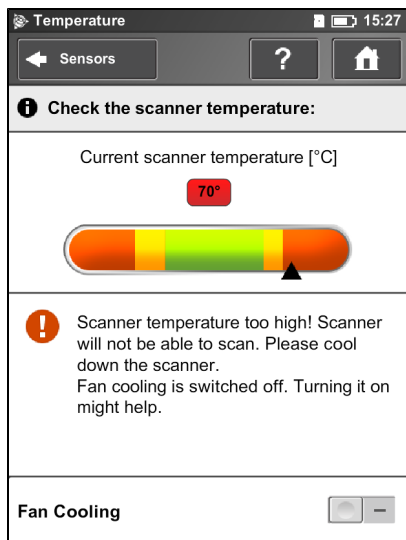 Temperature 15:27
Sensors ?
Check the scanner temperature:
Current scanner temperature [°C]
70°
Scanner temperature too high! Scanner
will not be able to scan. Please cool
down the scanner.
Fan cooling is switched off. Turning it on
might help.
Fan Cooling